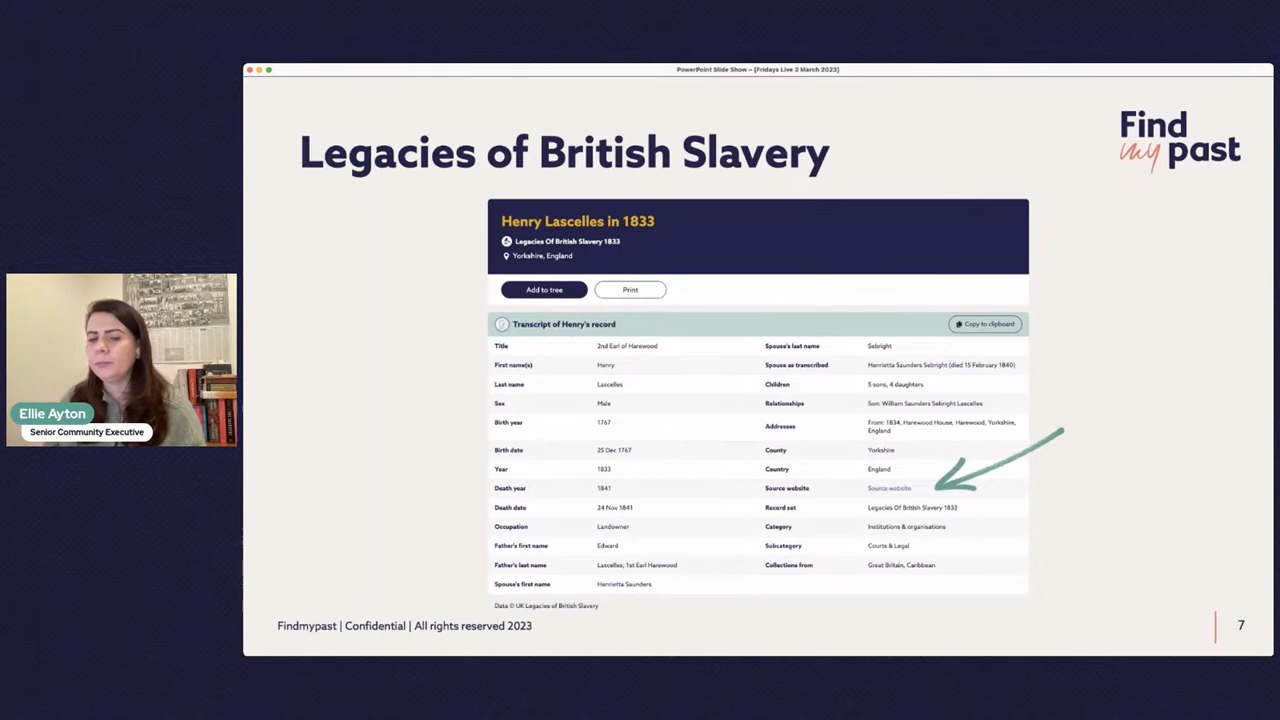 PowerPoint Slide Show – [Fridays Live 3 March 2023]
Legacies of British Slavery
Find
my past
Henry Lascelles in 1833
Legacies Of British Slavery 1833
Yorkshire, England
Add to tree Print
Transcript of Henry's record Copy to clipboard
Title 2nd Earl of Harewood Spouse's last name Sebright
First name(s) Henry Spouse as transcribed Henrietta Saunders Sebright (died 15 February 1840)
Last name Lascelles Children 5 sons, 4 daughters
Sex Male Relationships Son: William Saunders Sebright Lascelles
Birth year 1767 Addresses From: 1834, Harewood House, Harewood, Yorkshire,
England
Birth date 25 Dec 1767 County Yorkshire
Year 1833 Country England
Death year 1841 Source website Source website
Death date 24 Nov 1841 Record set Legacies Of British Slavery 1833
Occupation Landowner Category Institutions & organisations
Father's first name Edward Subcategory Courts & Legal
Father's last name Lascelles, 1st Earl Harewood Collections from Great Britain, Caribbean
Spouse's first name Henrietta Saunders
Data © UK Legacies of British Slavery
Findmypast | Confidential | All rights reserved 2023
7
Ellie Ayton
Senior Community Executive